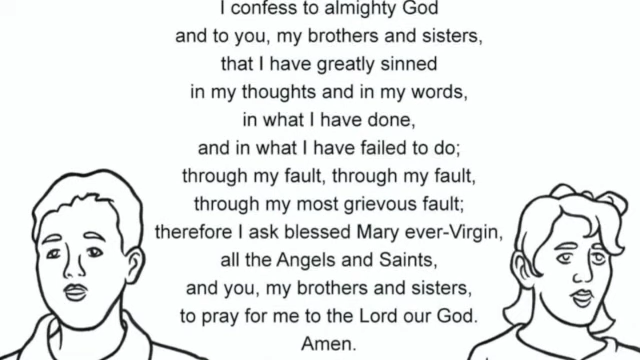 I confess to almighty God
and to you, my brothers and sisters,
that I have greatly sinned
in my thoughts and in my words,
in what I have done,
and in what I have failed to do;
through my fault, through my fault,
through my most grievous fault;
therefore I ask blessed Mary ever-Virgin,
all the Angels and Saints,
and you, my brothers and sisters,
to pray for me to the Lord our God.
Amen.